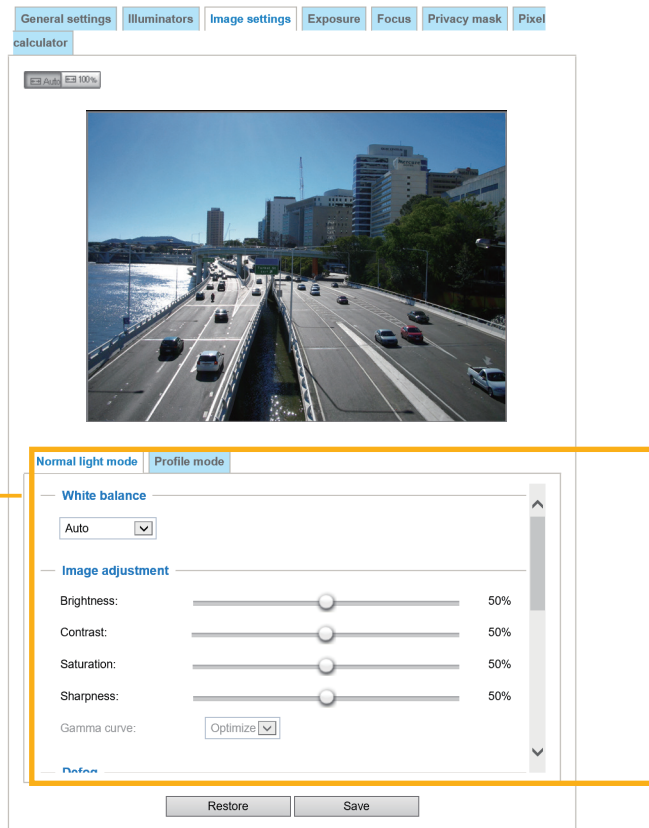 General settings Illuminators Image settings Exposure Focus Privacy mask Pixel
calculator
Auto 100%
Normal light mode Profile mode
White balance
Auto
Image adjustment
Brightness: 50%
Contrast: 50%
Saturation: 50%
Sharpness: 50%
Gamma curve: Optimize
Defog
Restore Save